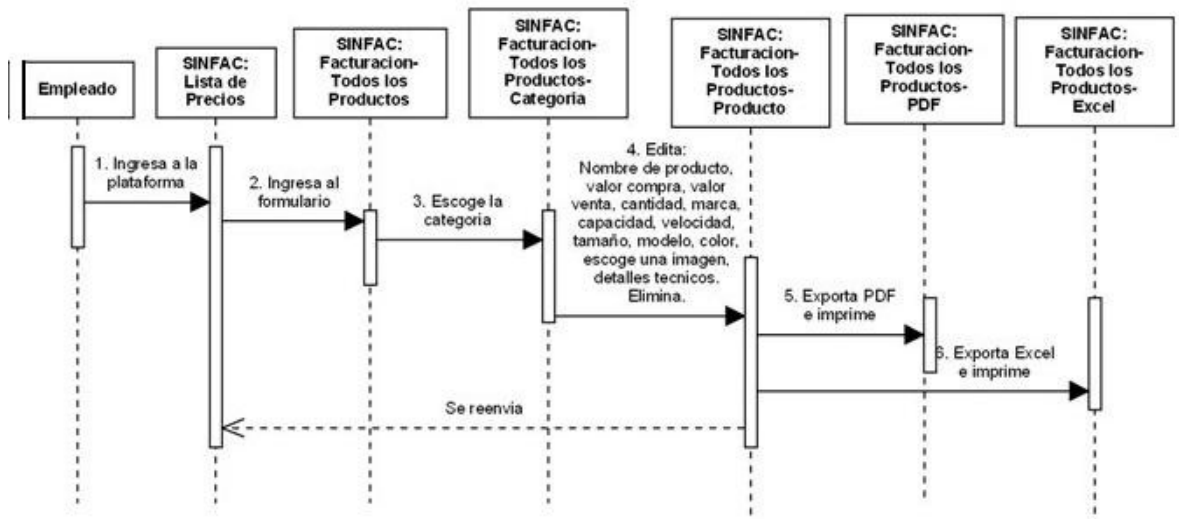 Empleado
SINFAC:
Lista de
Precios
SINFAC:
Facturacion-
Todos los
Productos
SINFAC:
Facturacion-
Todos los
Productos-
Categoria
SINFAC:
Facturacion-
Todos los
Productos-
Producto
SINFAC:
Facturacion-
Todos los
Productos-
PDF
SINFAC:
Facturacion-
Todos los
Productos-
Excel
1. Ingresa a la
plataforma
2. Ingresa al
formulario
3. Escoge la
categoria
4. Edita:
Nombre de producto,
valor compra, valor
venta, cantidad, marca,
capacidad, velocidad,
tamaño, modelo, color,
escoge una imagen,
detalles tecnicos.
Elimina.
5. Exporta PDF
e imprime
6. Exporta Excel
e imprime
Se reenvia